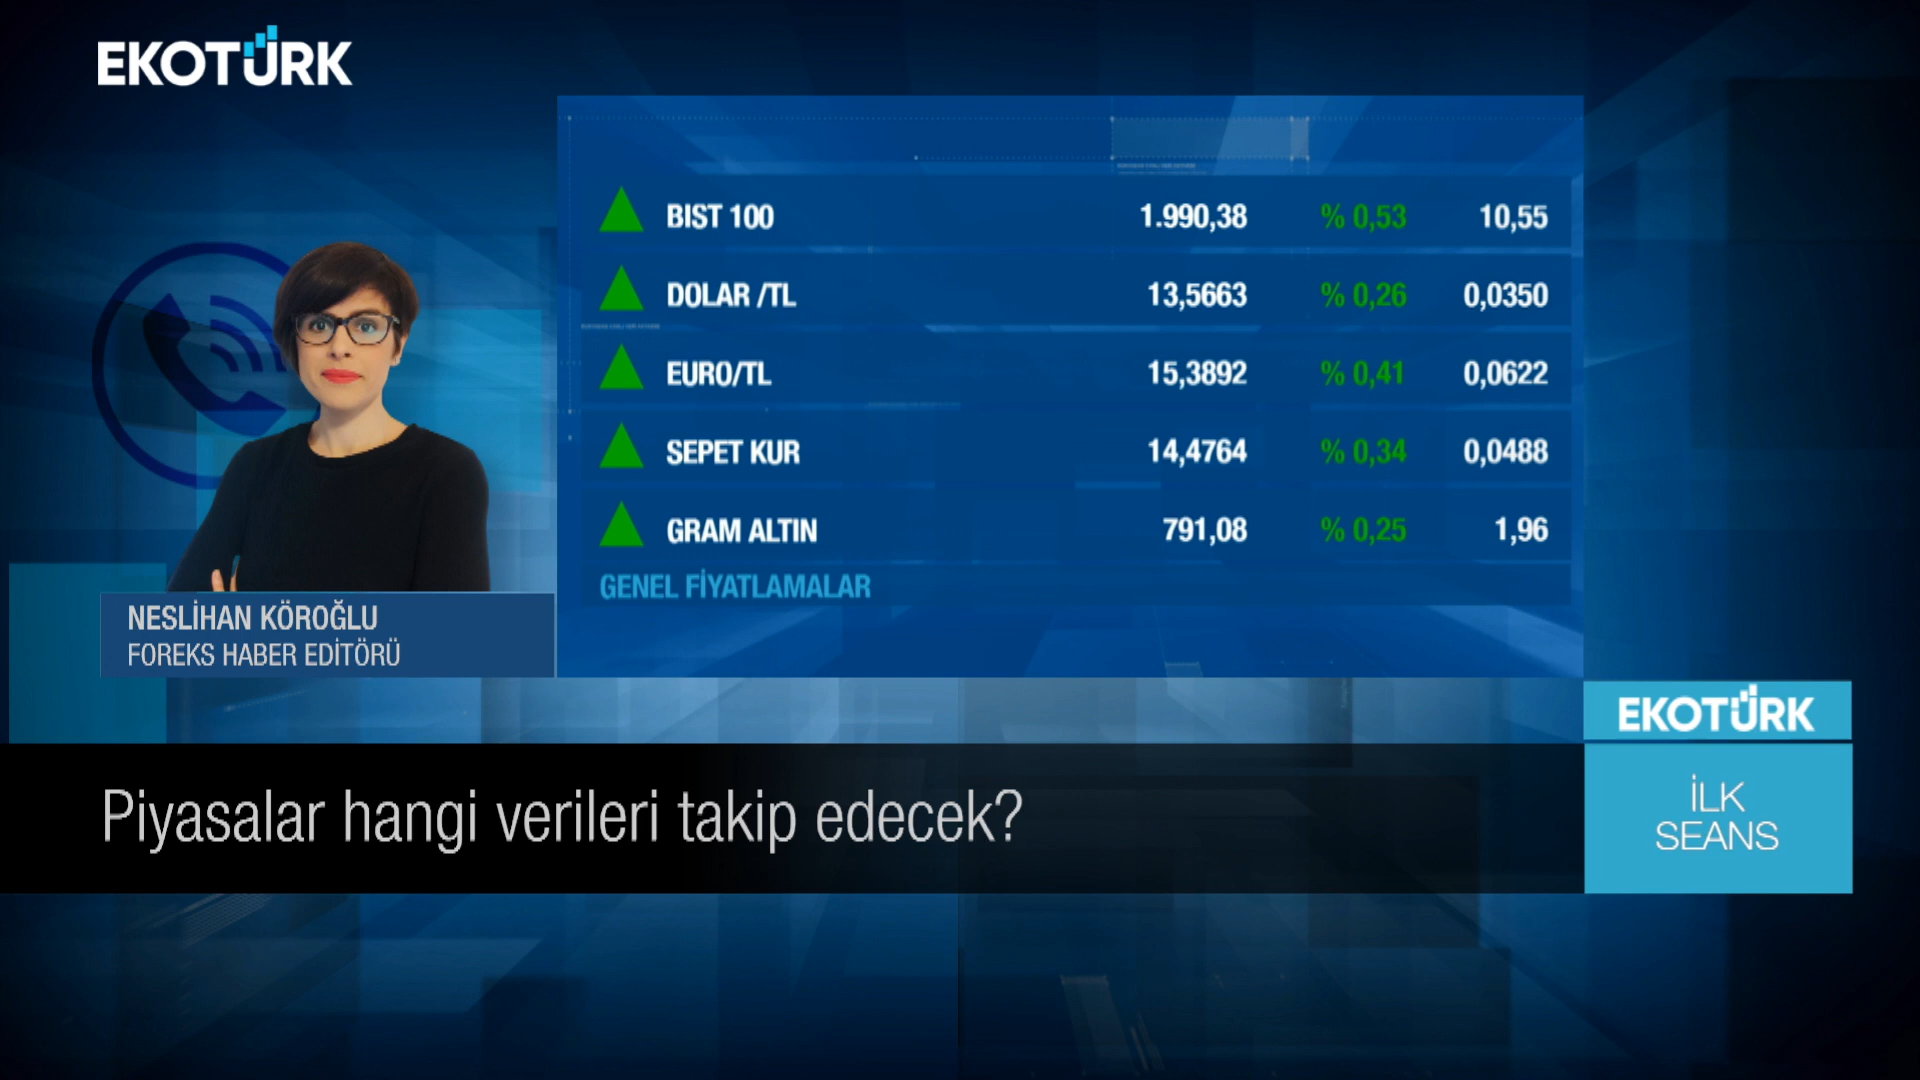 EKOTÜRK
BIST 100 1.990,38 % 0,53 10,55
DOLAR /TL 13,5663 % 0,26 0,0350
EURO/TL 15,3892 % 0,41 0,0622
SEPET KUR 14,4764 % 0,34 0,0488
GRAM ALTIN 791,08 % 0,25 1,96
GENEL FİYATLAMALAR
NESLİHAN KÖROĞLU
FOREKS HABER EDİTÖRÜ
EKOTÜRK
Piyasalar hangi verileri takip edecek?
İLK
SEANS